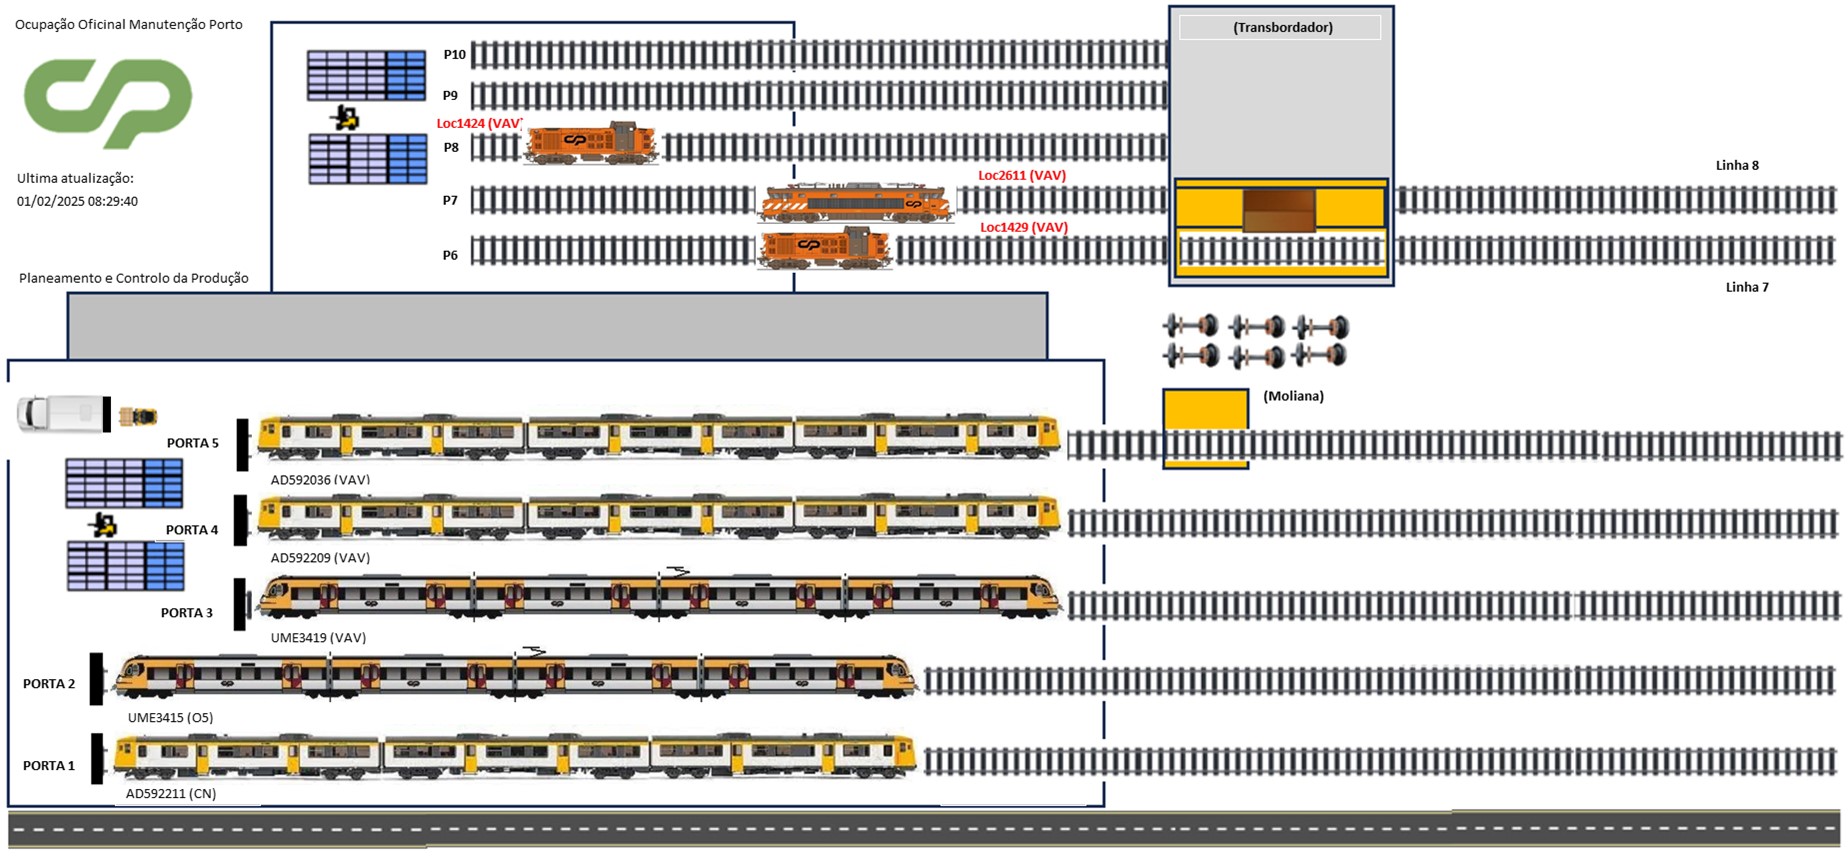 Ocupação Oficinal Manutenção Porto
(Transbordador)
P10
P9
Loc1424 (VAV)
P8
Ultima atualização:
01/02/2025 08:29:40
Loc2611 (VAV)
Linha 8
P7
Loc1429 (VAV)
P6
Planeamento e Controlo da Produção
Linha 7
(Moliana)
PORTA 5
AD592036 (VAV)
PORTA 4
AD592209 (VAV)
PORTA 3
UME3419 (VAV)
PORTA 2
UME3415 (O5)
PORTA 1
AD592211 (CN)